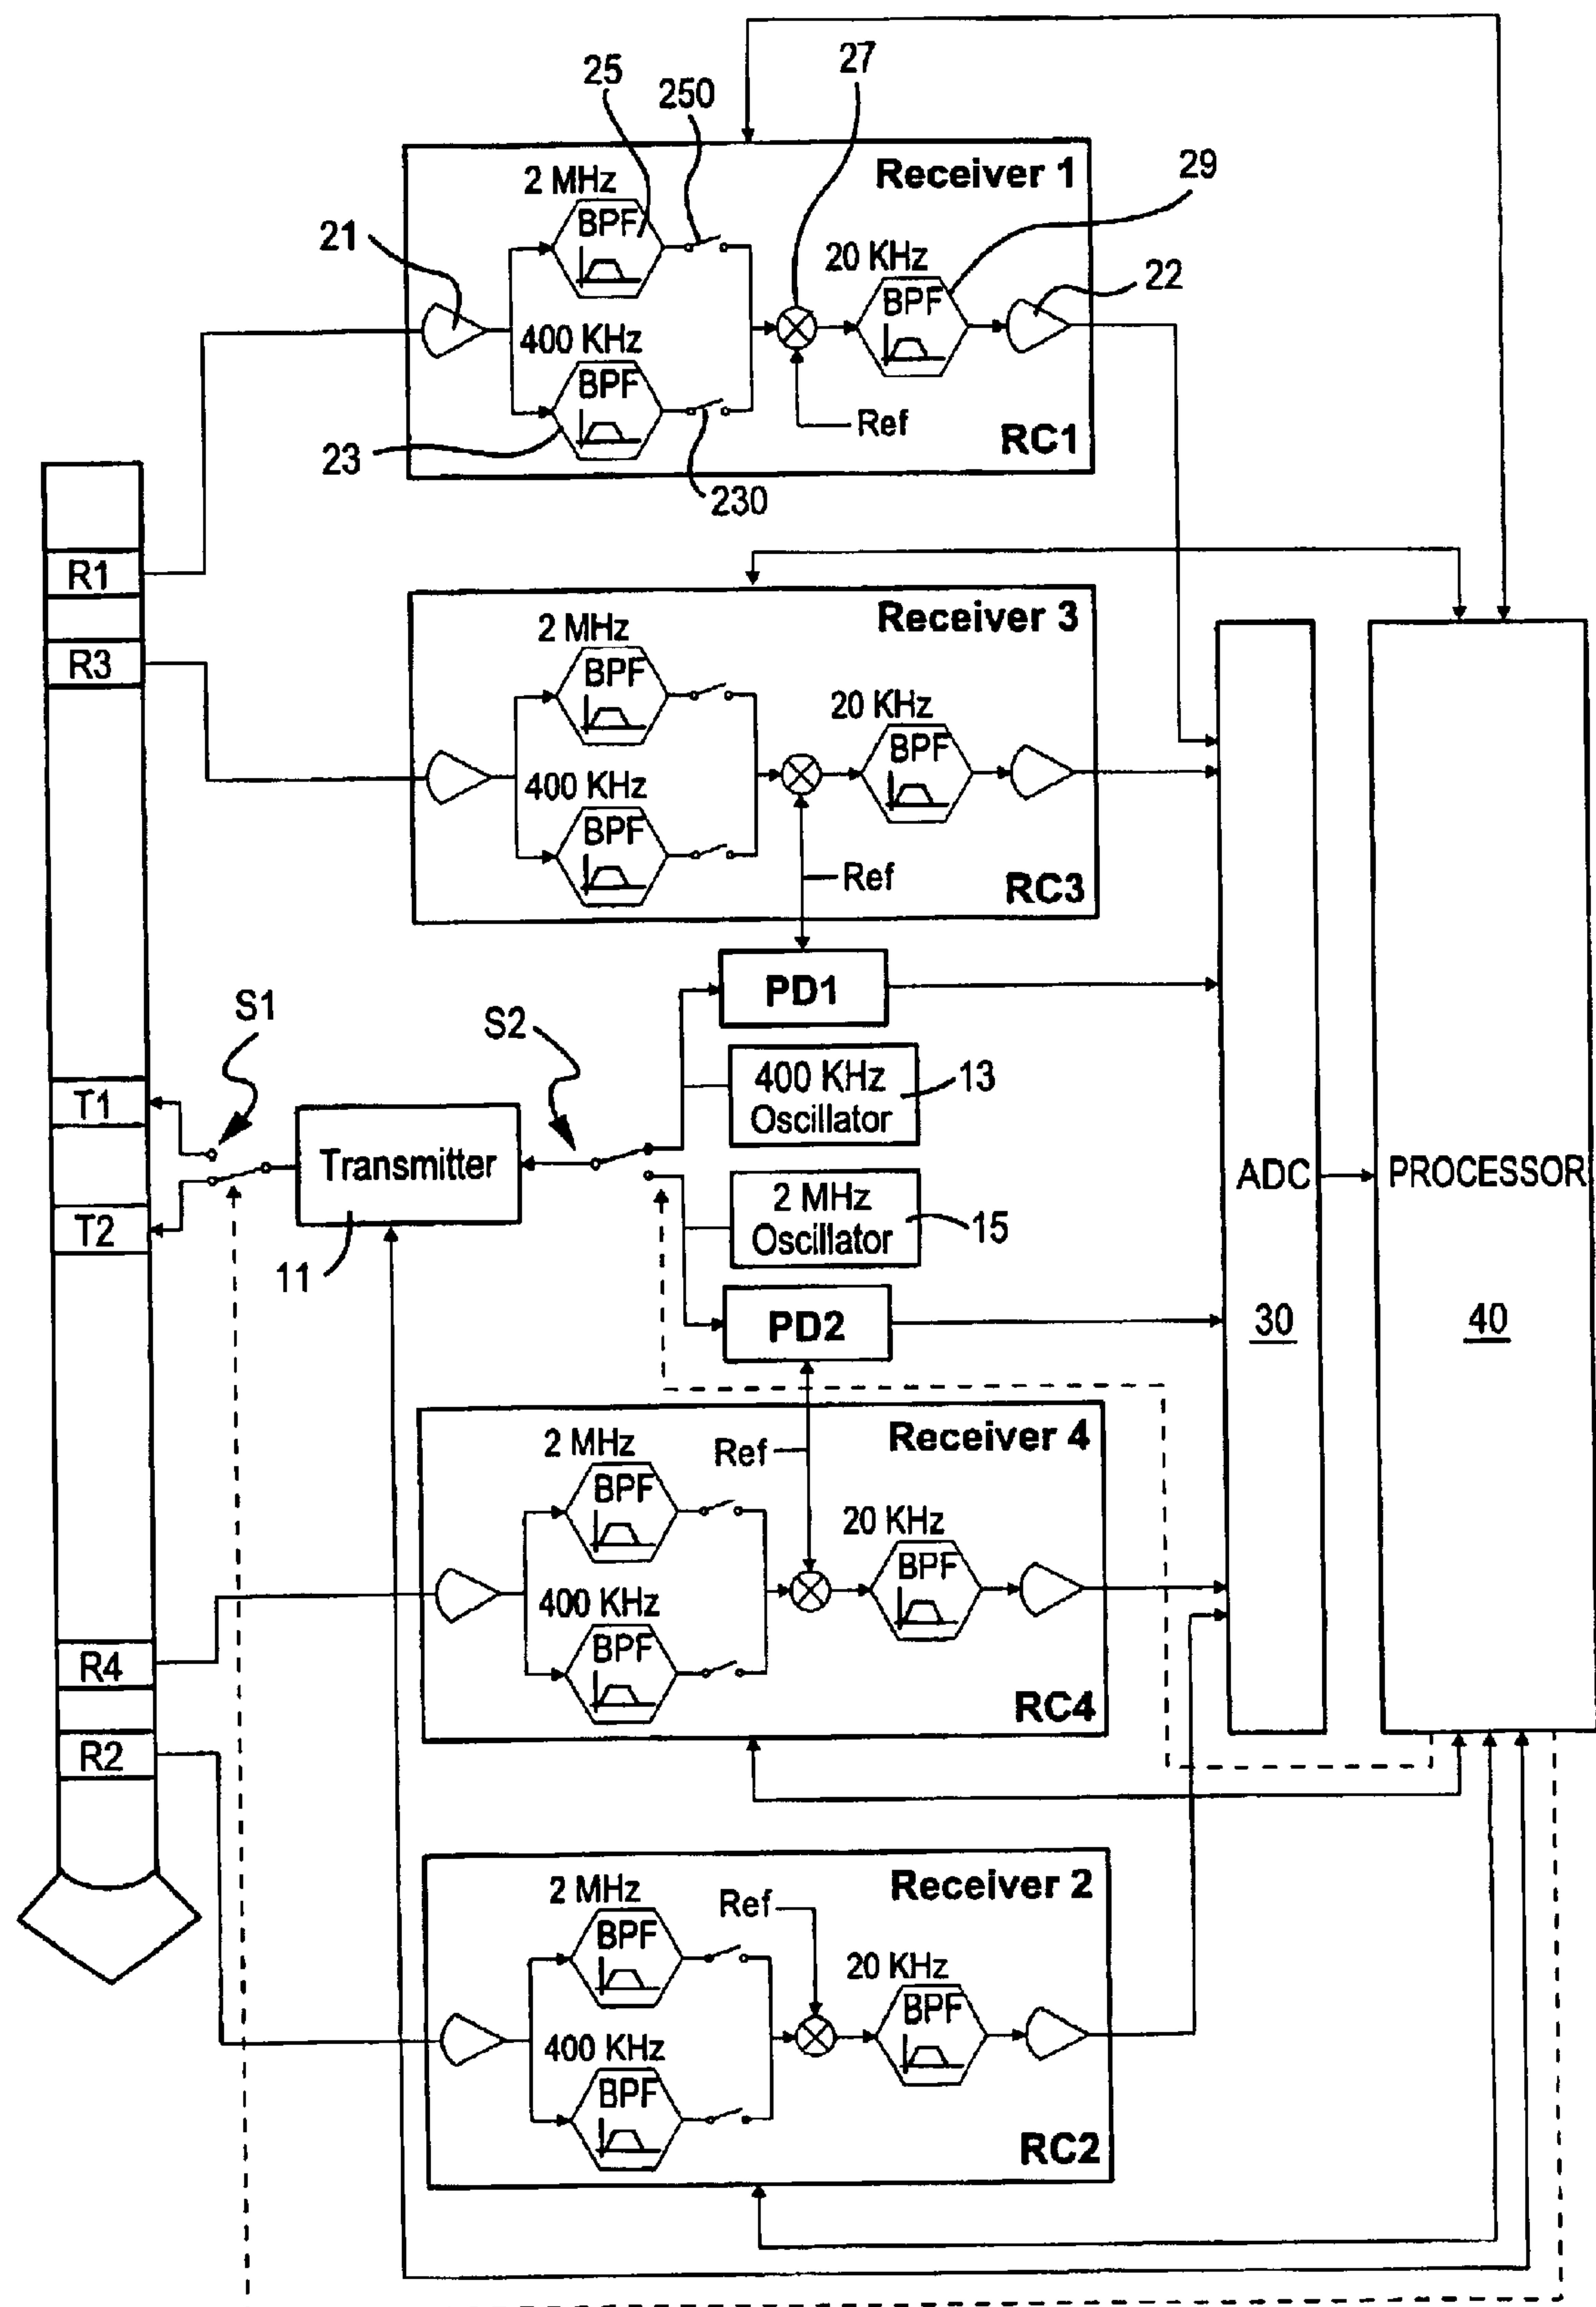 27
25
250
Receiver 1
29
2 MHz
BPF
21
20 KHz
BPF
22
400 KHz
BPF
Ref
RC1
23
230
R1
Receiver 3
2 MHz
R3
BPF
20 KHz
BPF
400 KHz
BPF
Ref
RC3
PD1
S1
S2
400 KHz
Oscillator
13
T1
Transmitter
ADC
PROCESSOR
2 MHz
Oscillator
15
T2
11
PD2
30
40
Receiver 4
2 MHz
Ref
BPF
20 KHz
BPF
400 KHz
BPF
R4
RC4
R2
Receiver 2
2 MHz
Ref
BPF
20 KHz
BPF
400 KHz
BPF
RC2